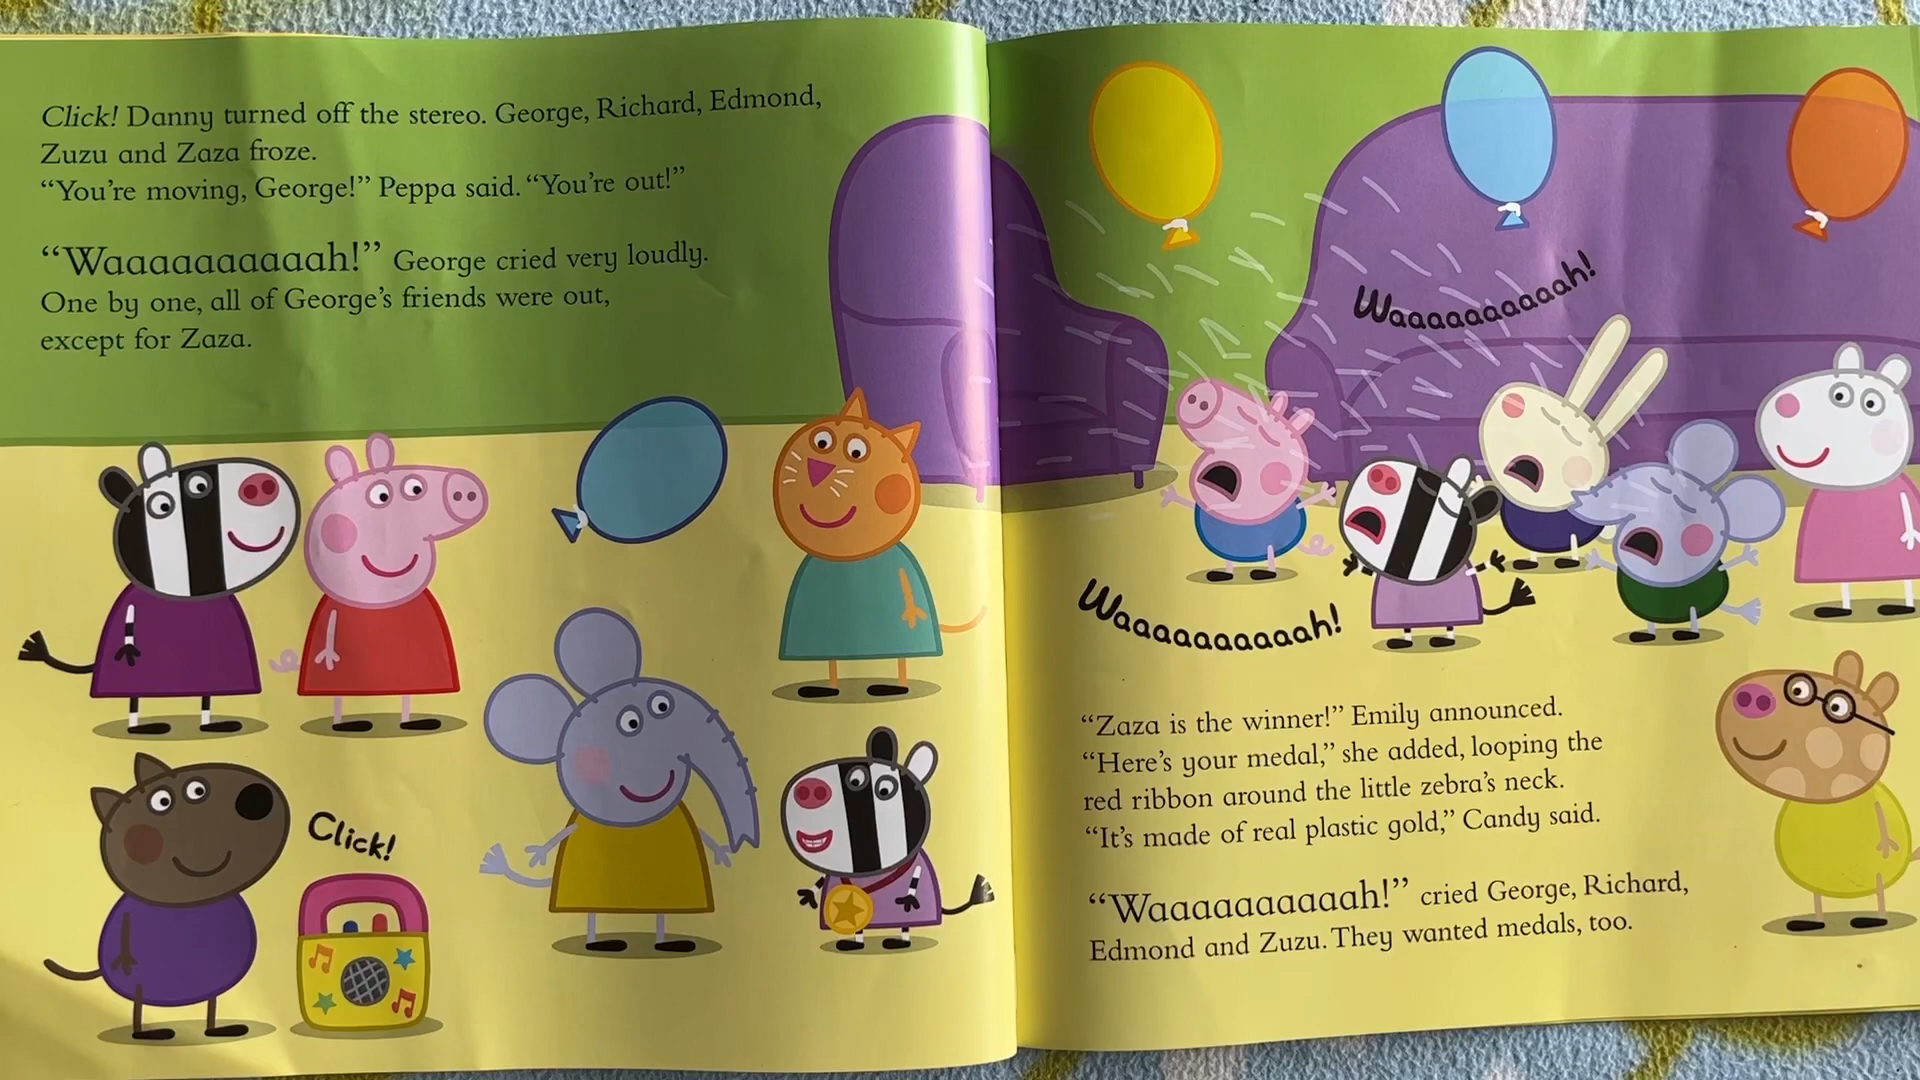 Click! Danny turned off the stereo. George, Richard, Edmond,
Zuzu and Zaza froze.
“You’re moving, George!” Peppa said. “You’re out!”
“Waaaaaaaaaah!” George cried very loudly.
One by one, all of George’s friends were out,
except for Zaza.
Click!
Waaaaaaaaaah!
Waaaaaaaaaah!
“Zaza is the winner!” Emily announced.
“Here’s your medal,” she added, looping the
red ribbon around the little zebra’s neck.
“It’s made of real plastic gold,” Candy said.
“Waaaaaaaaaah!” cried George, Richard,
Edmond and Zuzu. They wanted medals, too.